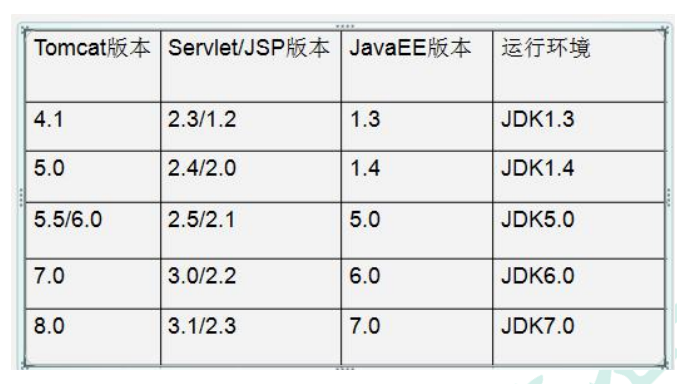 Tomcat版本 Servlet/JSP版本 JavaEE版本 运行环境
4.1 2.3/1.2 1.3 JDK1.3
5.0 2.4/2.0 1.4 JDK1.4
5.5/6.0 2.5/2.1 5.0 JDK5.0
7.0 3.0/2.2 6.0 JDK6.0
8.0 3.1/2.3 7.0 JDK7.0